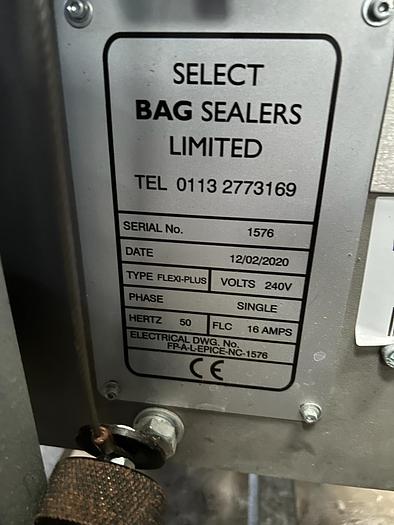 SELECT
BAG SEALERS
LIMITED
TEL 0113 2773169
SERIAL No. 1576
DATE 12/02/2020
TYPE FLEXI-PLUS VOLTS 240V
PHASE SINGLE
HERTZ 50 FLC 16 AMPS
ELECTRICAL DWG. No.
FP-A-L-EPICE-NC-1576
CE